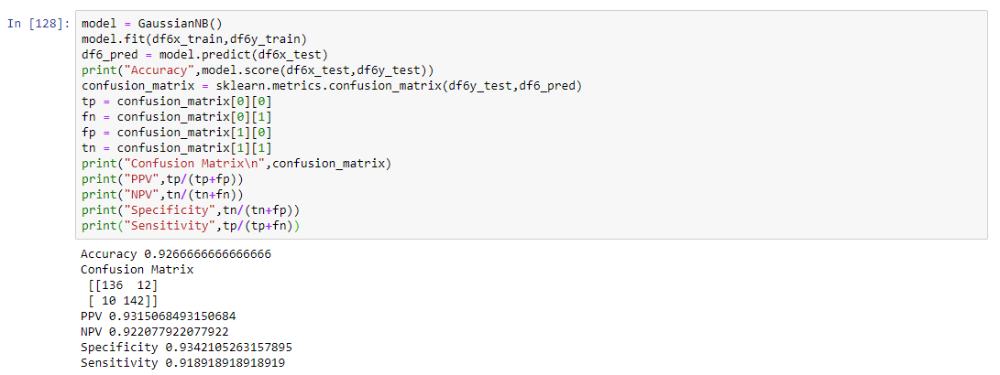 In [128]:
model = GaussianNB()
model.fit(df6x_train,df6y_train)
df6_pred = model.predict(df6x_test)
print("Accuracy",model.score(df6x_test,df6y_test))
confusion_matrix = sklearn.metrics.confusion_matrix(df6y_test,df6_pred)
tp = confusion_matrix[0][0]
fn = confusion_matrix[0][1]
fp = confusion_matrix[1][0]
tn = confusion_matrix[1][1]
print("Confusion Matrix\n",confusion_matrix)
print("PPV",tp/(tp+fp))
print("NPV",tn/(tn+fn))
print("Specificity",tn/(tn+fp))
print("Sensitivity",tp/(tp+fn))
Accuracy 0.9266666666666666
Confusion Matrix
 [[136  12]
 [ 10 142]]
PPV 0.9315068493150684
NPV 0.922077922077922
Specificity 0.9342105263157895
Sensitivity 0.918918918918919